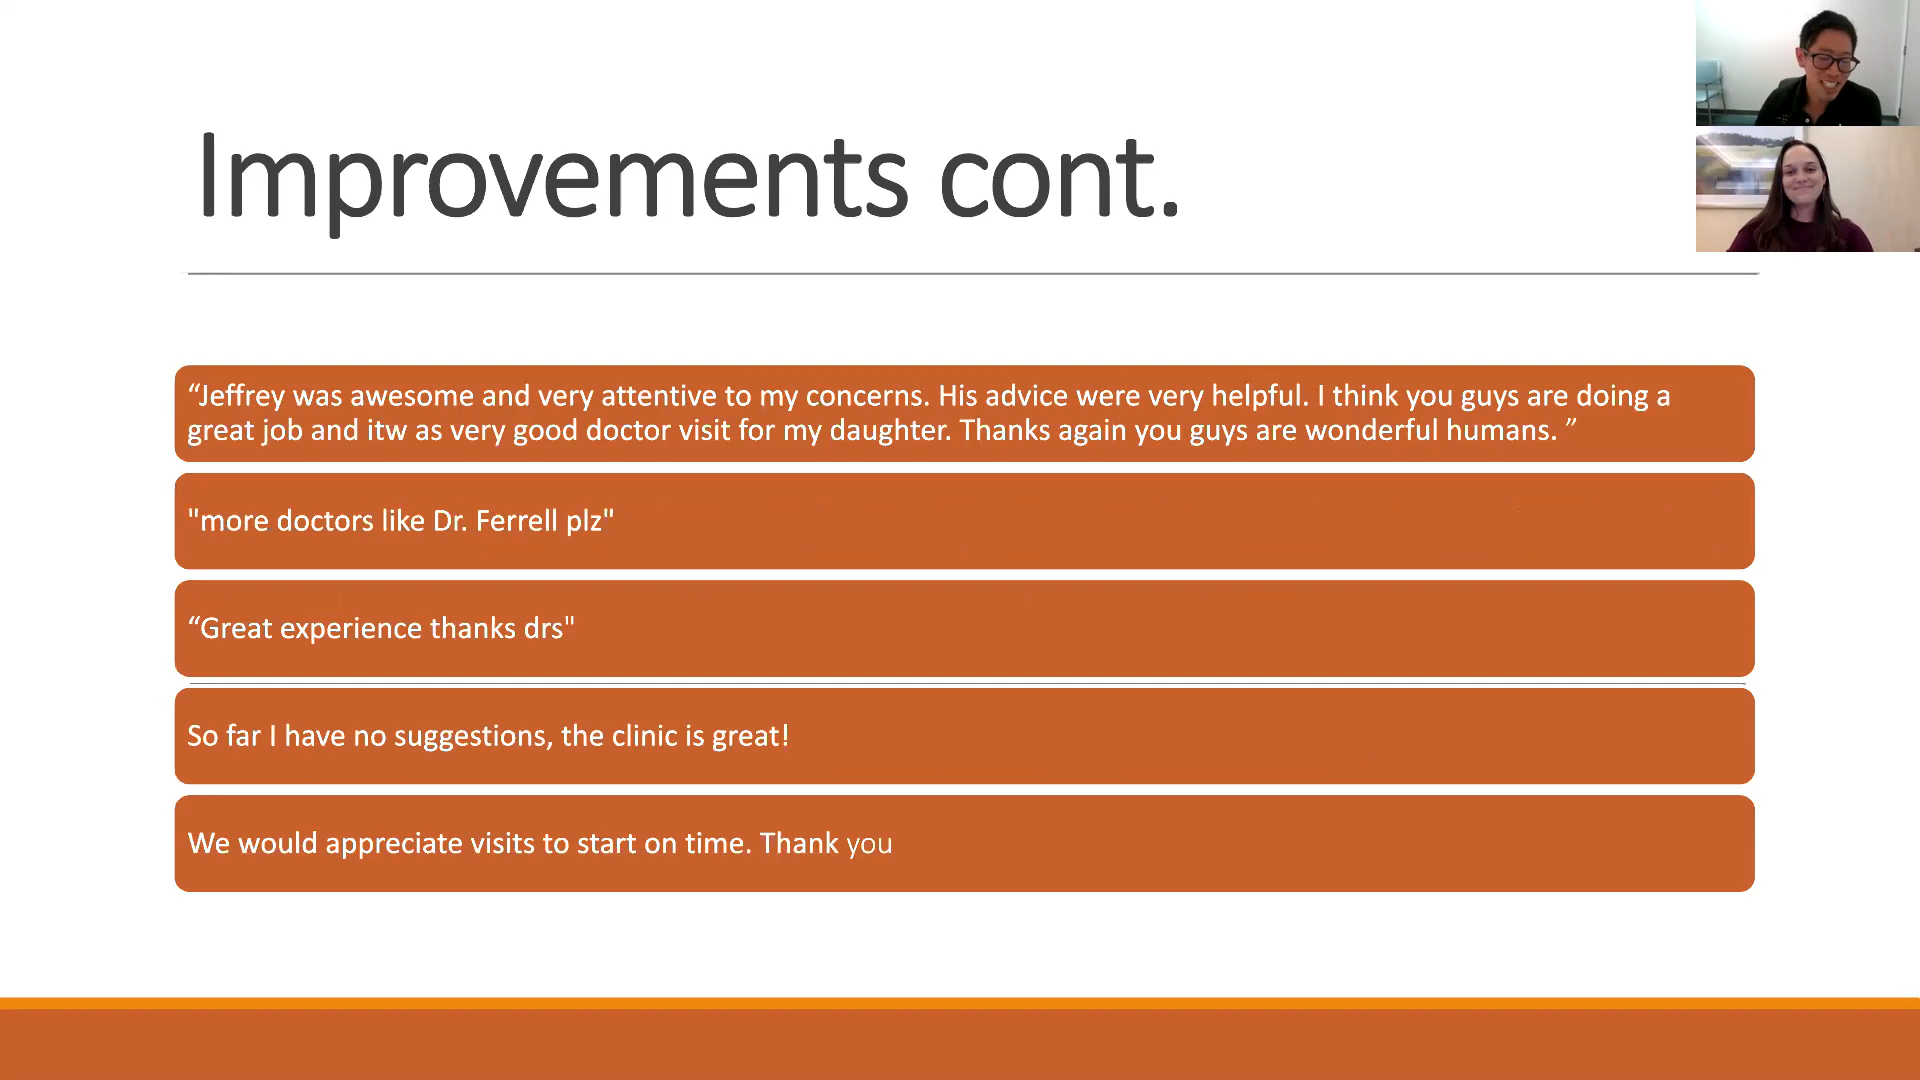 Improvements cont.
“Jeffrey was awesome and very attentive to my concerns. His advice were very helpful. I think you guys are doing a
great job and itw as very good doctor visit for my daughter. Thanks again you guys are wonderful humans. ”
"more doctors like Dr. Ferrell plz"
“Great experience thanks drs"
So far I have no suggestions, the clinic is great!
We would appreciate visits to start on time. Thank you